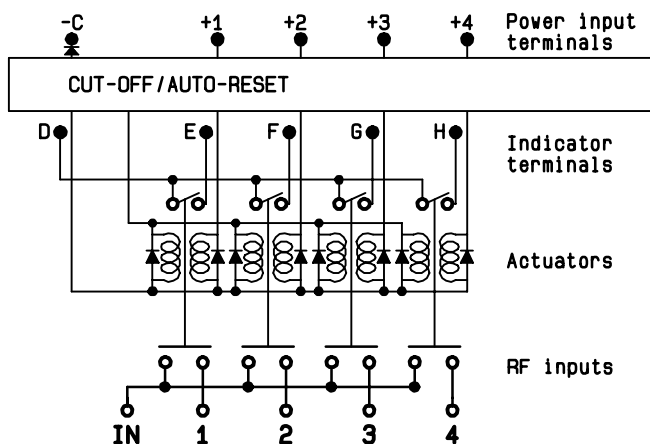 -C +1 +2 +3 +4 Power input
terminals
CUT-OFF/AUTO-RESET
D E F G H Indicator
terminals
Actuators
RF inputs
IN 1 2 3 4